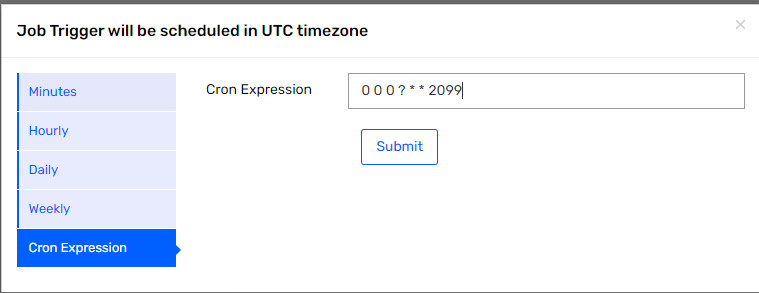 Job Trigger will be scheduled in UTC timezone
×
Minutes
Hourly
Daily
Weekly
Cron Expression
Cron Expression
0 0 0 ? * * 2099
Submit